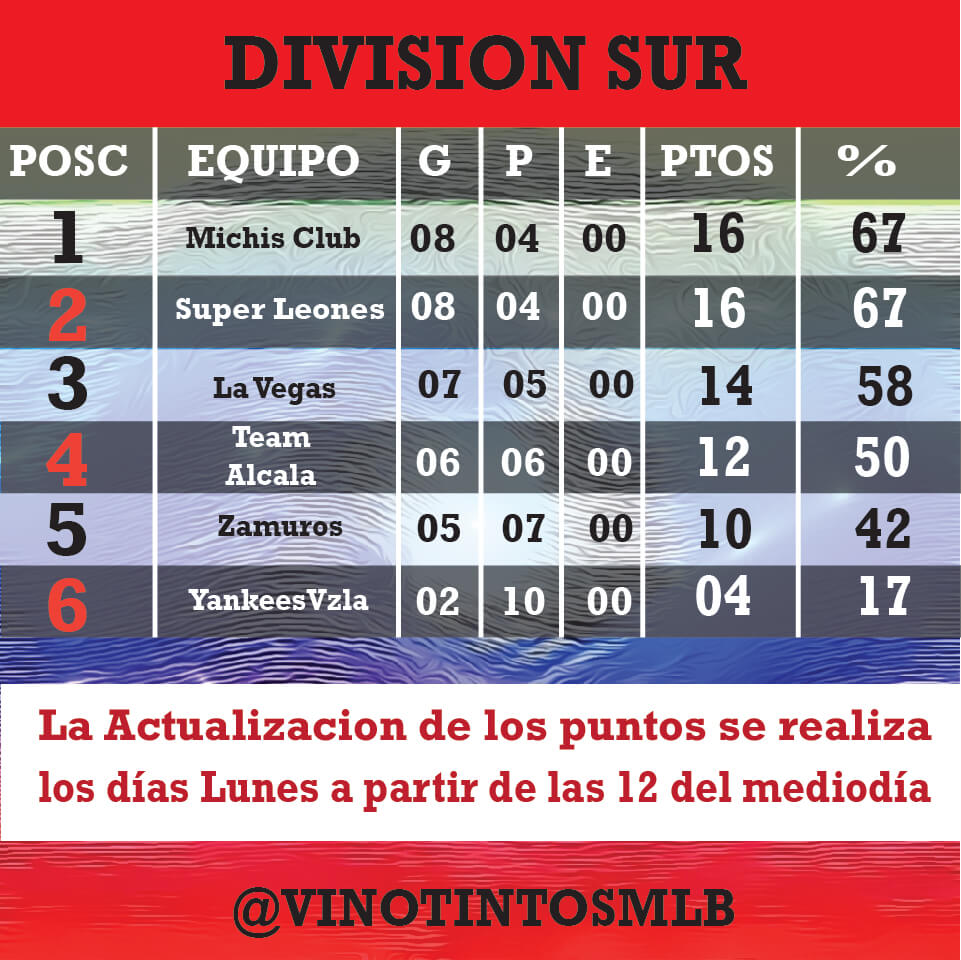 DIVISION SUR
POSC EQUIPO G P E PTOS %
1 Michis Club 08 04 00 16 67
2 Super Leones 08 04 00 16 67
3 La Vegas 07 05 00 14 58
4 Team Alcala 06 06 00 12 50
5 Zamuros 05 07 00 10 42
6 YankeesVzla 02 10 00 04 17
La Actualizacion de los puntos se realiza
los días Lunes a partir de las 12 del mediodía
@VINOTINTOSMLB